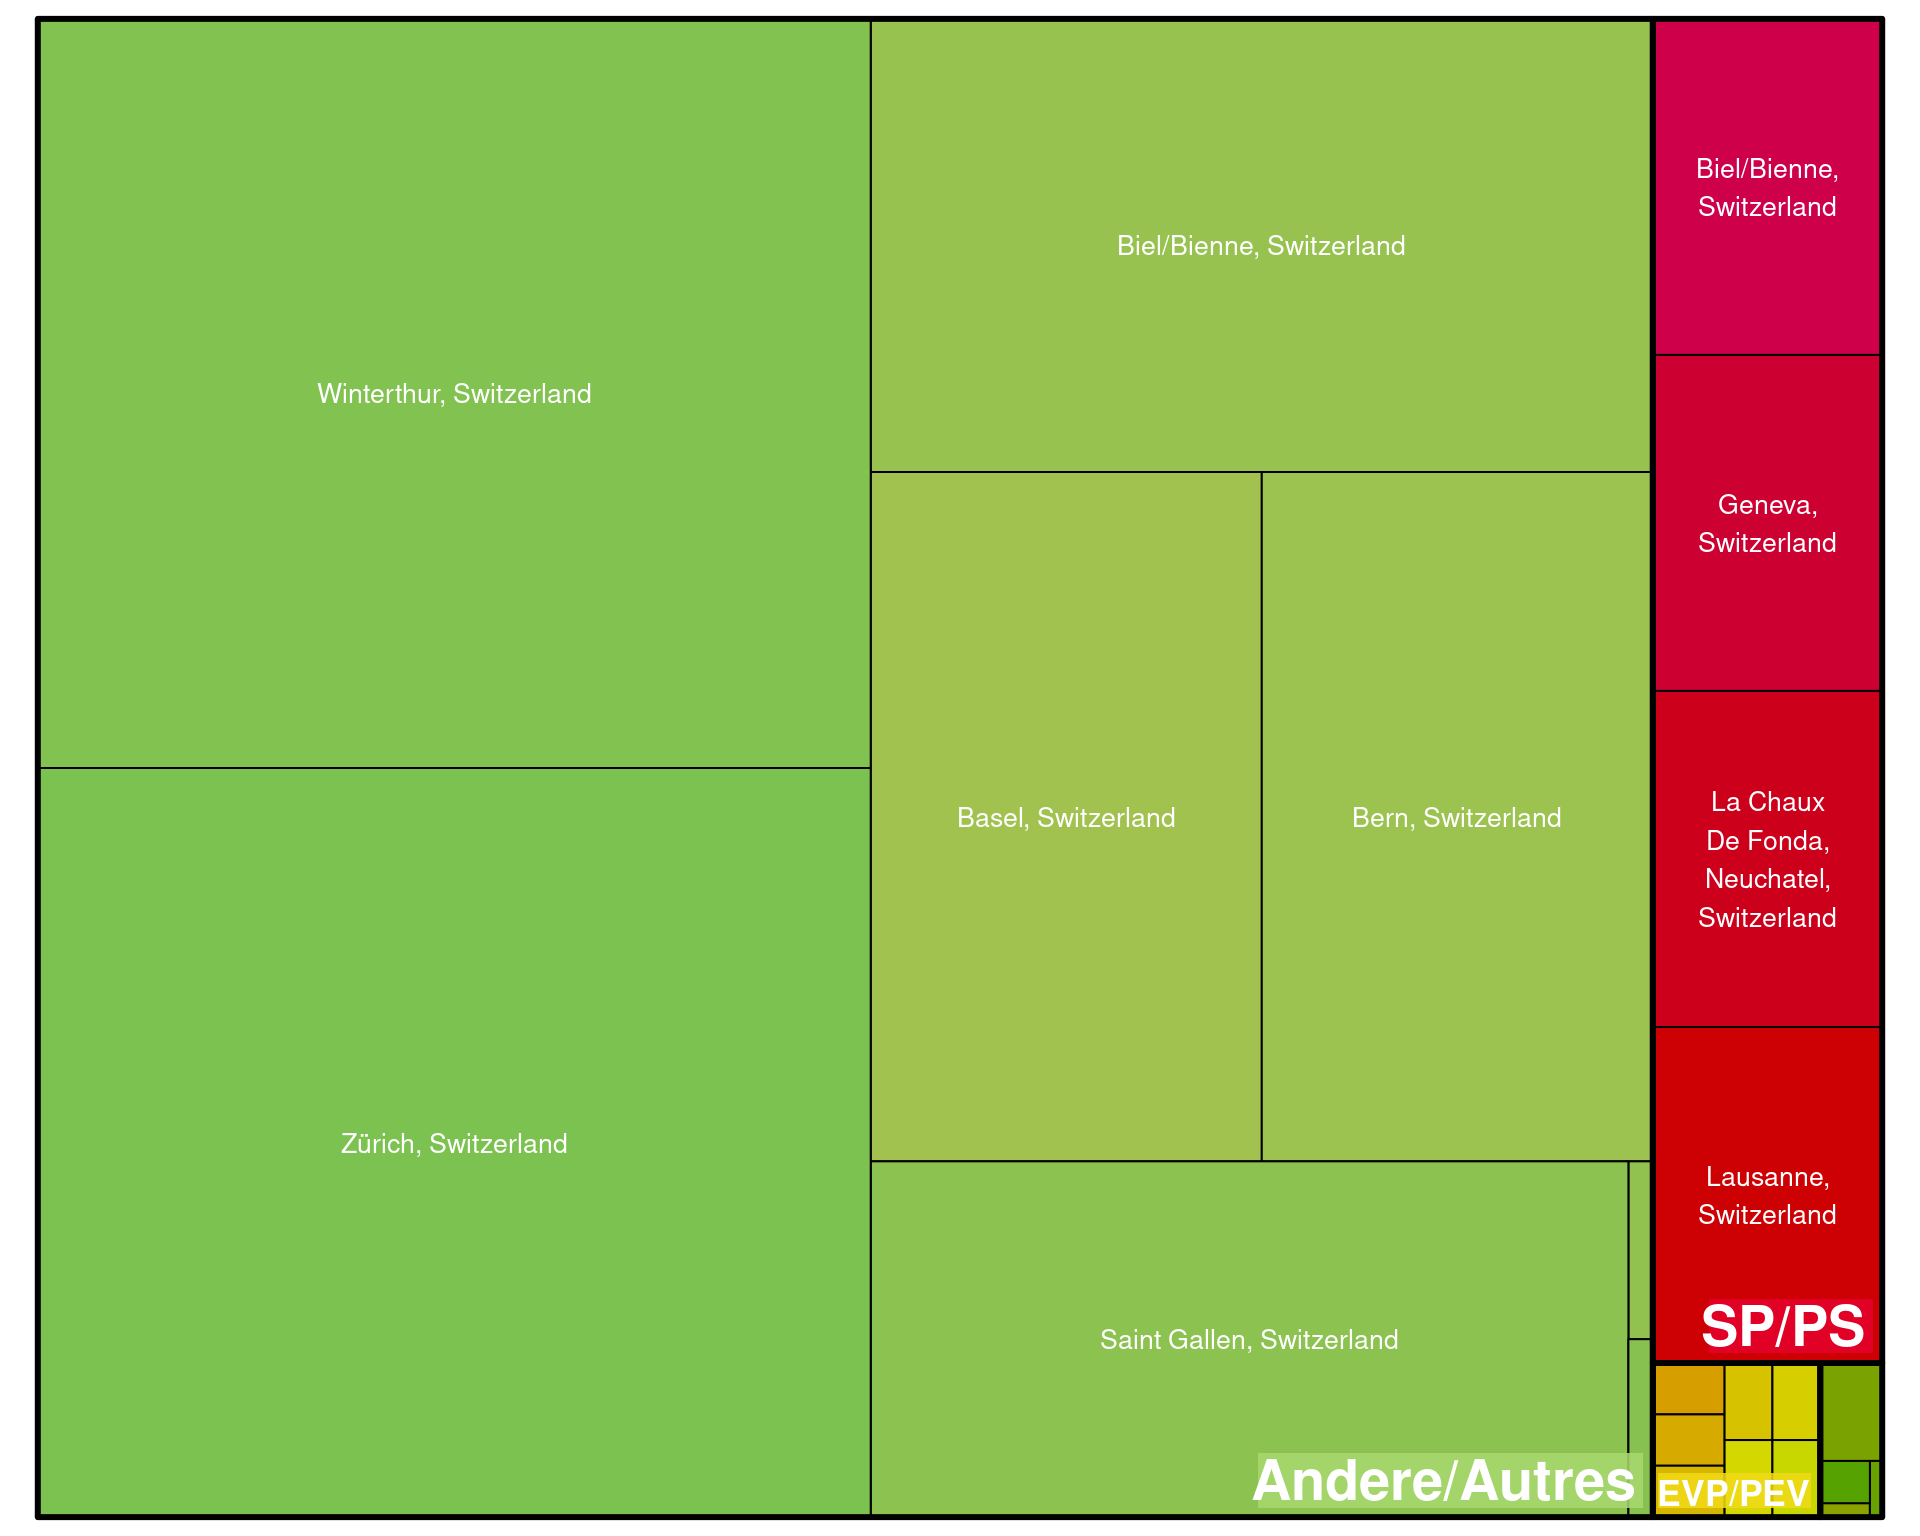 Winterthur, Switzerland
Zürich, Switzerland
Biel/Bienne, Switzerland
Basel, Switzerland
Bern, Switzerland
Saint Gallen, Switzerland
Andere/Autres
Biel/Bienne,
Switzerland
Geneva,
Switzerland
La Chaux
De Fonda,
Neuchatel,
Switzerland
Lausanne,
Switzerland
SP/PS
EVP/PEV